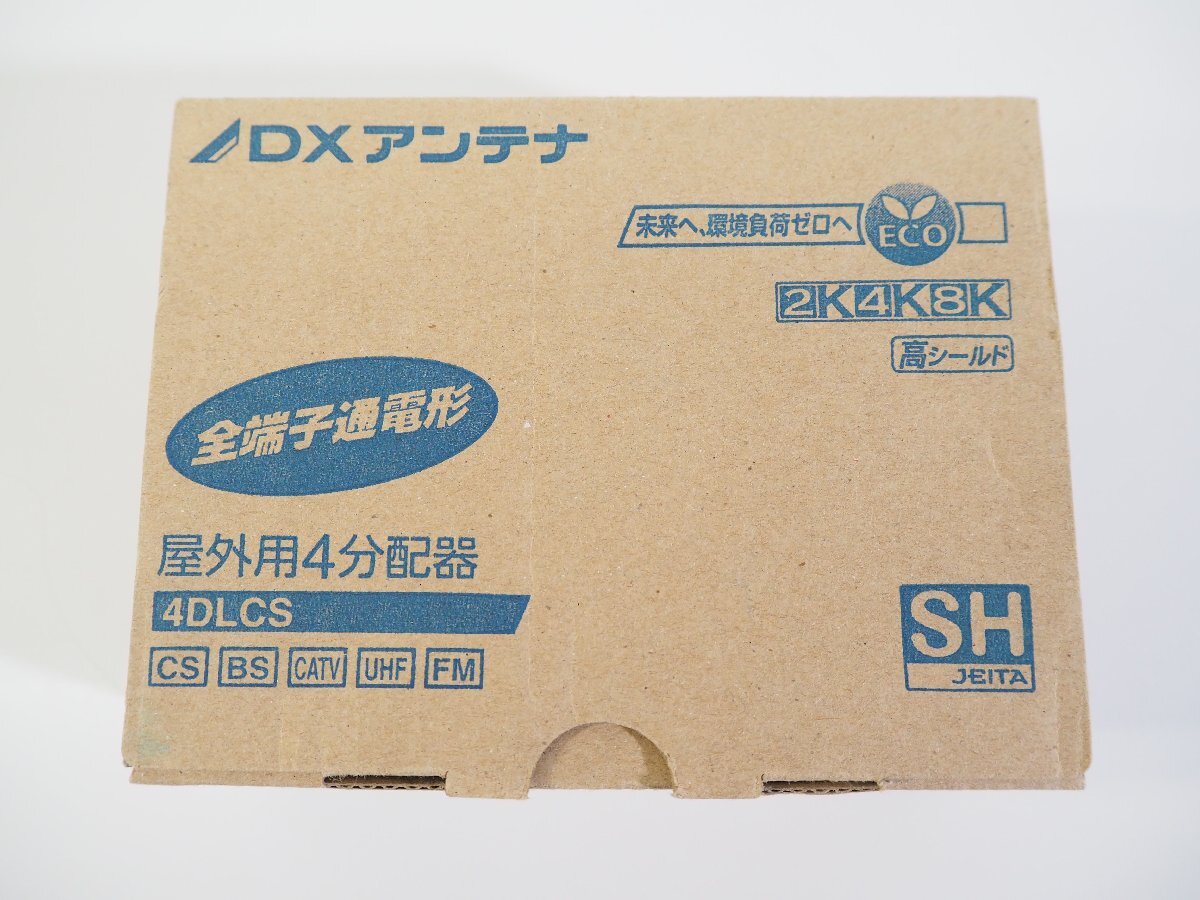 DXアンテナ
未来へ、環境負荷ゼロへ
ECO
2K4K8K
高シールド
全端子通電形
屋外用4分配器
4DLCS
CS BS CATV UHF FM
SH
JEITA